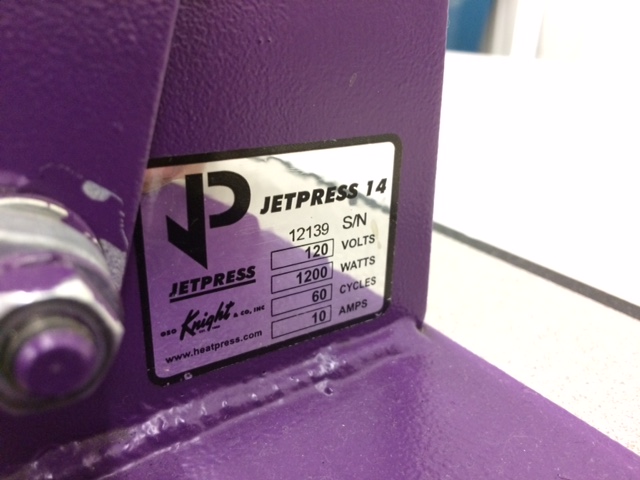 JP
JETPRESS 14
12139 S/N
120 VOLTS
1200 WATTS
60 CYCLES
10 AMPS
JETPRESS
GEO Knight & CO, INC
www.heatpress.com